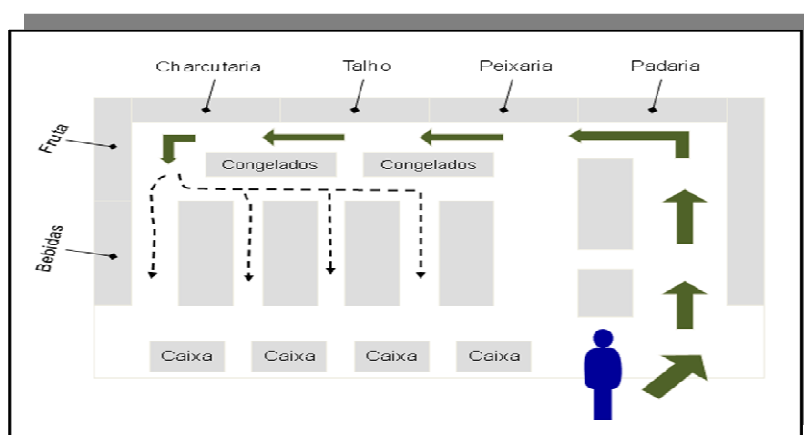 Charcutaria
Talho
Peixaria
Padaria
Fruta
Congelados
Congelados
Bebidas
Caixa
Caixa
Caixa
Caixa